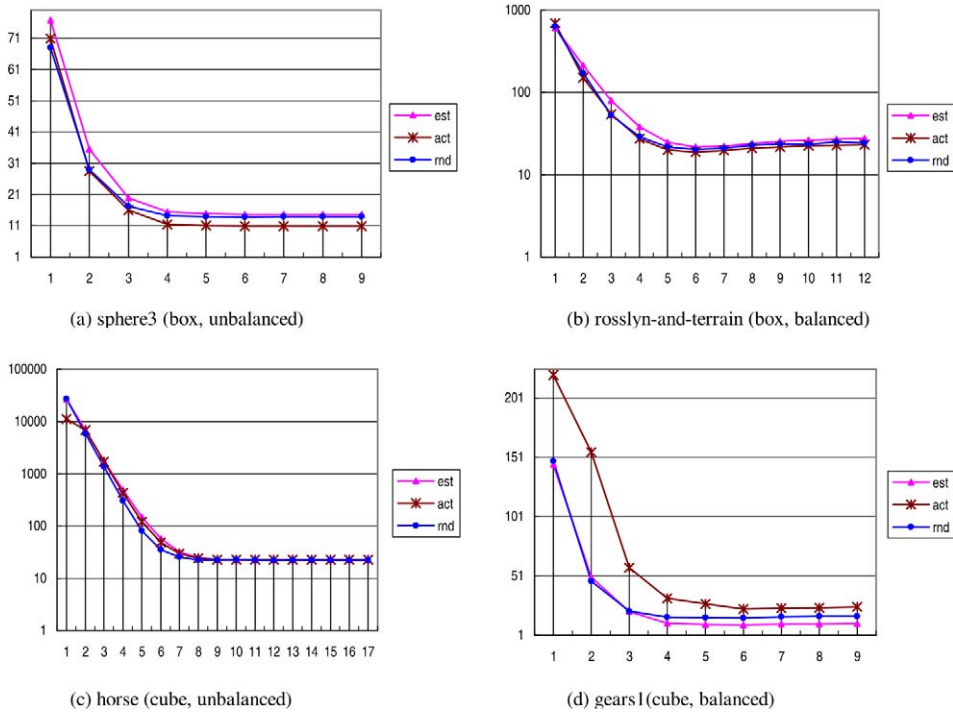 71
61
51
41
31
21
11
1
1 2 3 4 5 6 7 8 9
est
act
rnd
(a) sphere3 (box, unbalanced)
1000
100
10
1
1 2 3 4 5 6 7 8 9 10 11 12
est
act
rnd
(b) rosslyn-and-terrain (box, balanced)
100000
10000
1000
100
10
1
1 2 3 4 5 6 7 8 9 10 11 12 13 14 15 16 17
est
act
rnd
(c) horse (cube, unbalanced)
201
151
101
51
1
1 2 3 4 5 6 7 8 9
est
act
rnd
(d) gears1(cube, balanced)